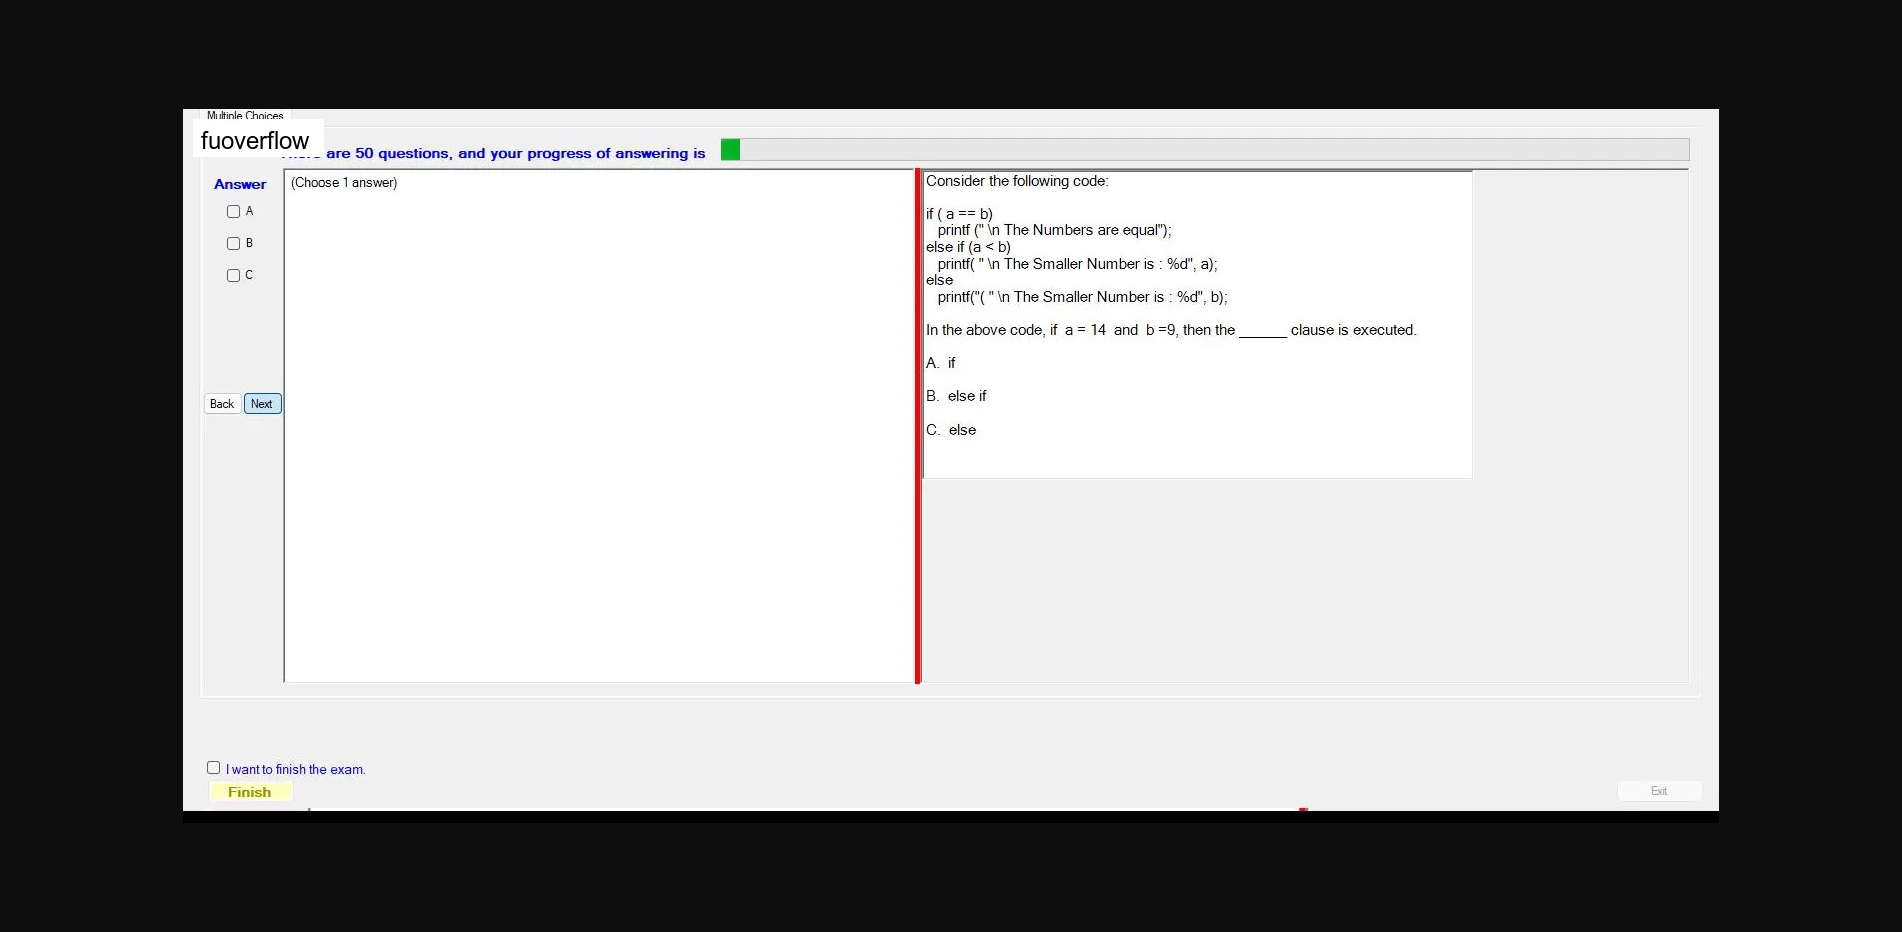 Multiple Choices
fuoverflow
are 50 questions, and your progress of answering is
Answer
(Choose 1 answer)
A
B
C
Back Next
Consider the following code:
if ( a == b)
printf (" \n The Numbers are equal");
else if (a < b)
printf( " \n The Smaller Number is : %d", a);
else
printf("( " \n The Smaller Number is : %d", b);
In the above code, if a = 14 and b =9, then the ______ clause is executed.
A. if
B. else if
C. else
I want to finish the exam.
Finish
Exit